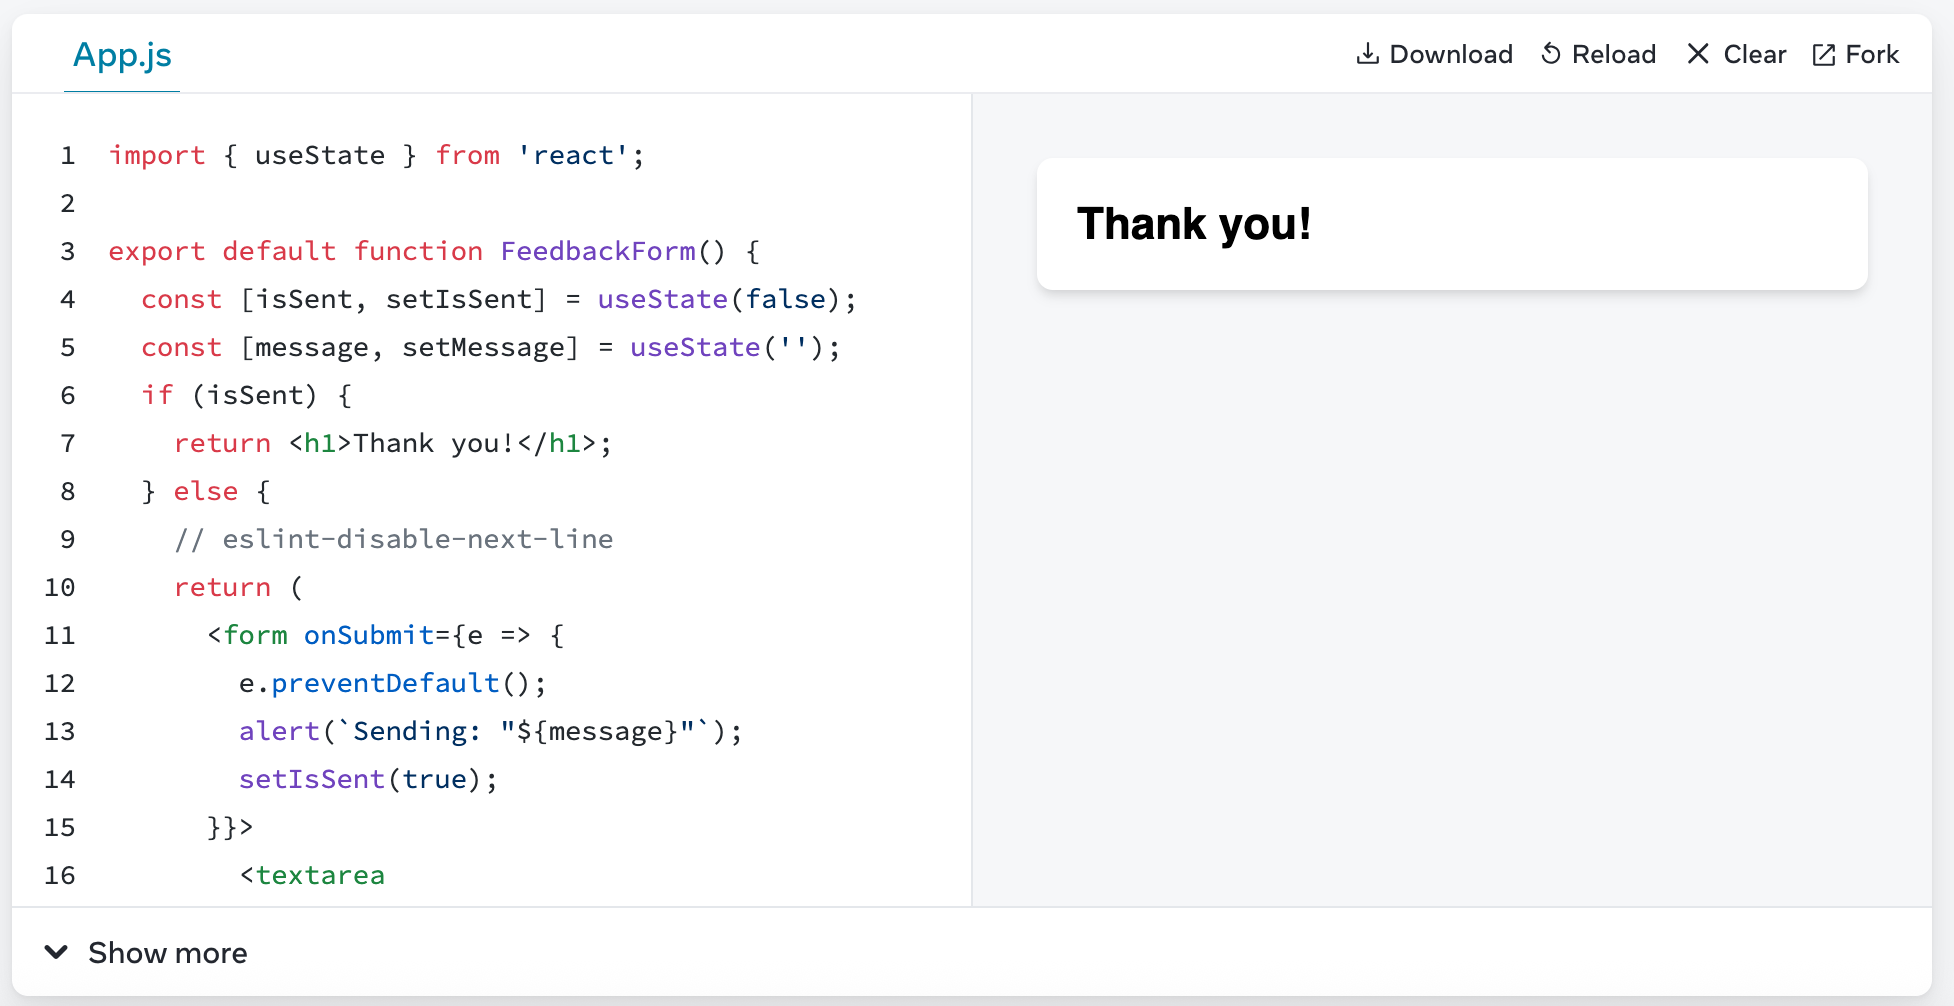 App.js
Download Reload Clear Fork
1 import { useState } from 'react';
2
3 export default function FeedbackForm() {
4   const [isSent, setIsSent] = useState(false);
5   const [message, setMessage] = useState('');
6   if (isSent) {
7     return <h1>Thank you!</h1>;
8   } else {
9     // eslint-disable-next-line
10     return (
11       <form onSubmit={e => {
12         e.preventDefault();
13         alert(`Sending: "${message}"`);
14         setIsSent(true);
15       }}>
16         <textarea
Show more
Thank you!